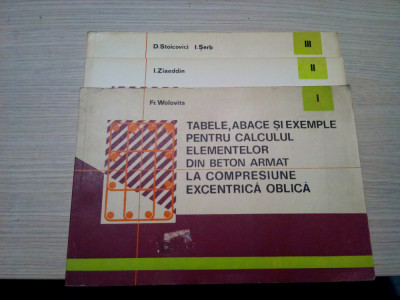 D. Stoicovici I. Şerb
III
I. Ziaeddin
II
Fr. Wolovits
I
TABELE, ABACE ŞI EXEMPLE
PENTRU CALCULUL
ELEMENTELOR
DIN BETON ARMAT
LA COMPRESIUNE
EXCENTRICĂ OBLICĂ